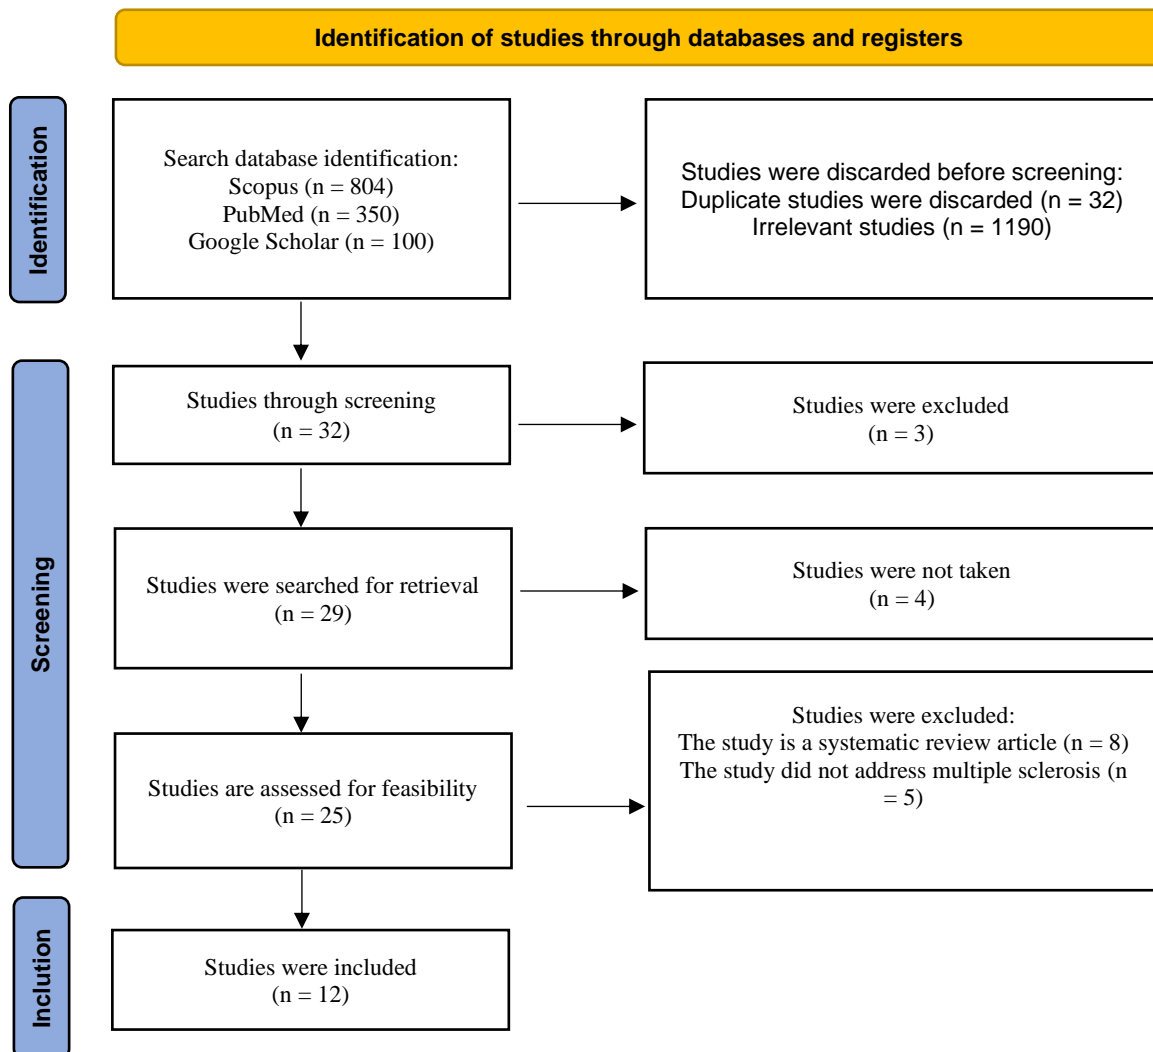 Identification of studies through databases and registers
Identification
Search database identification:
Scopus (n = 804)
PubMed (n = 350)
Google Scholar (n = 100)
Studies were discarded before screening:
Duplicate studies were discarded (n = 32)
Irrelevant studies (n = 1190)
Screening
Studies through screening
(n = 32)
Studies were excluded
(n = 3)
Studies were searched for retrieval
(n = 29)
Studies were not taken
(n = 4)
Studies are assessed for feasibility
(n = 25)
Studies were excluded:
The study is a systematic review article (n = 8)
The study did not address multiple sclerosis (n
= 5)
Inclution
Studies were included
(n = 12)